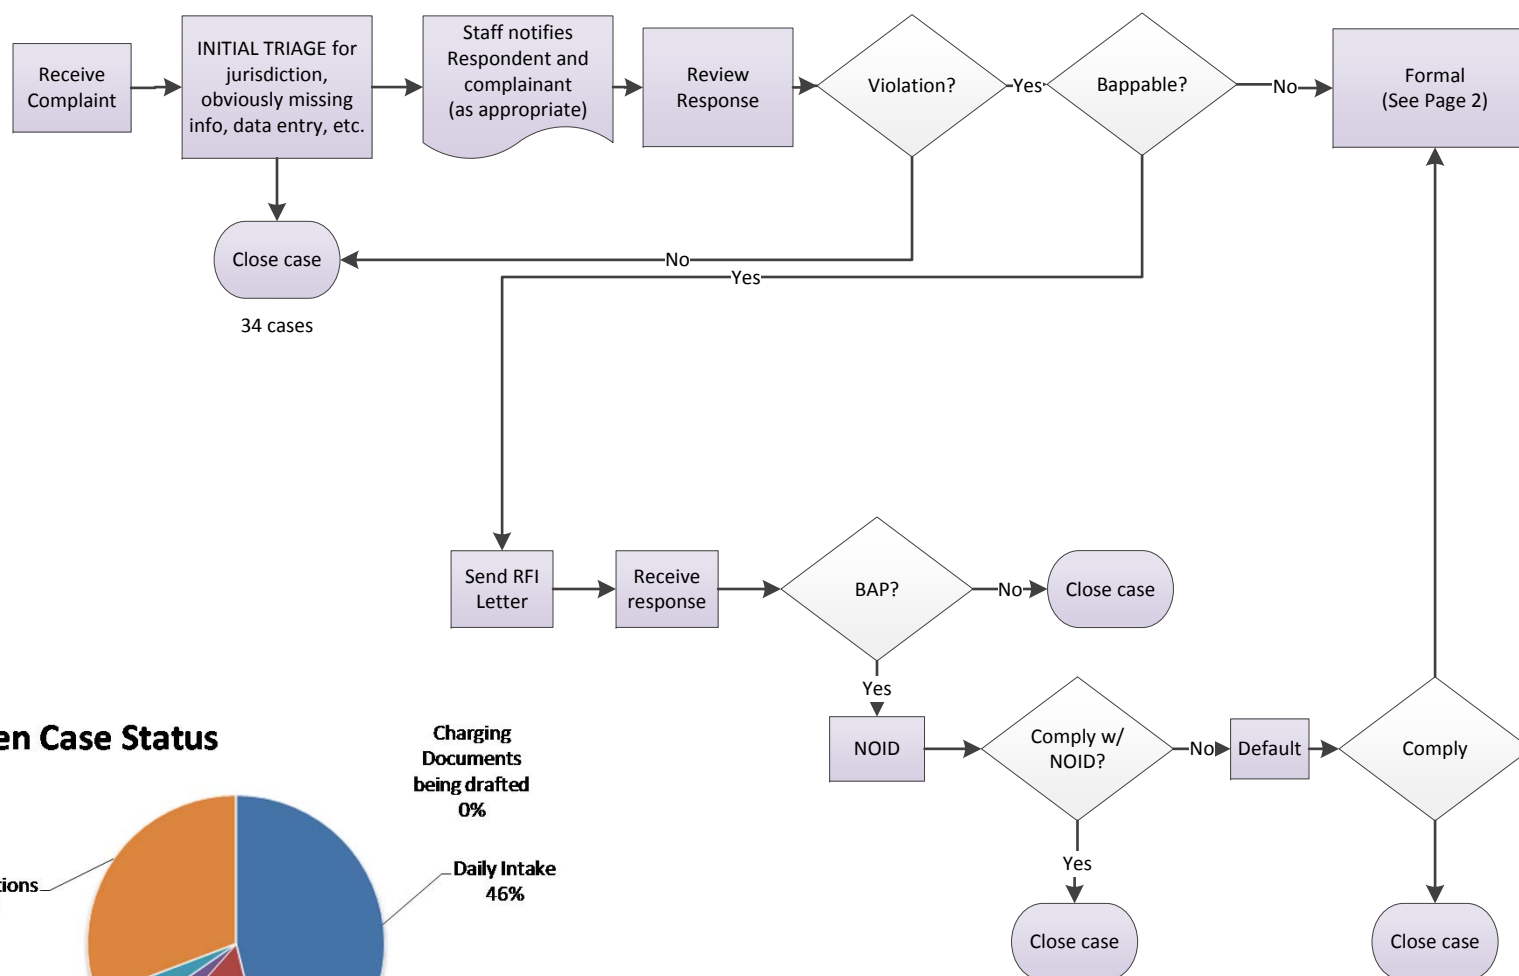 Receive
Complaint
INITIAL TRIAGE for
jurisdiction,
obviously missing
info, data entry, etc.
Staff notifies
Respondent and
complainant
(as appropriate)
Review
Response
Violation?
Yes
Bappable?
No
Formal
(See Page 2)
Close case
No
Yes
34 cases
Send RFI
Letter
Receive
response
BAP?
No
Close case
Yes
NOID
Comply w/
NOID?
No
Default
Comply
Yes
Close case
Close case
en Case Status
Charging
Documents
being drafted
0%
Daily Intake
46%
tions